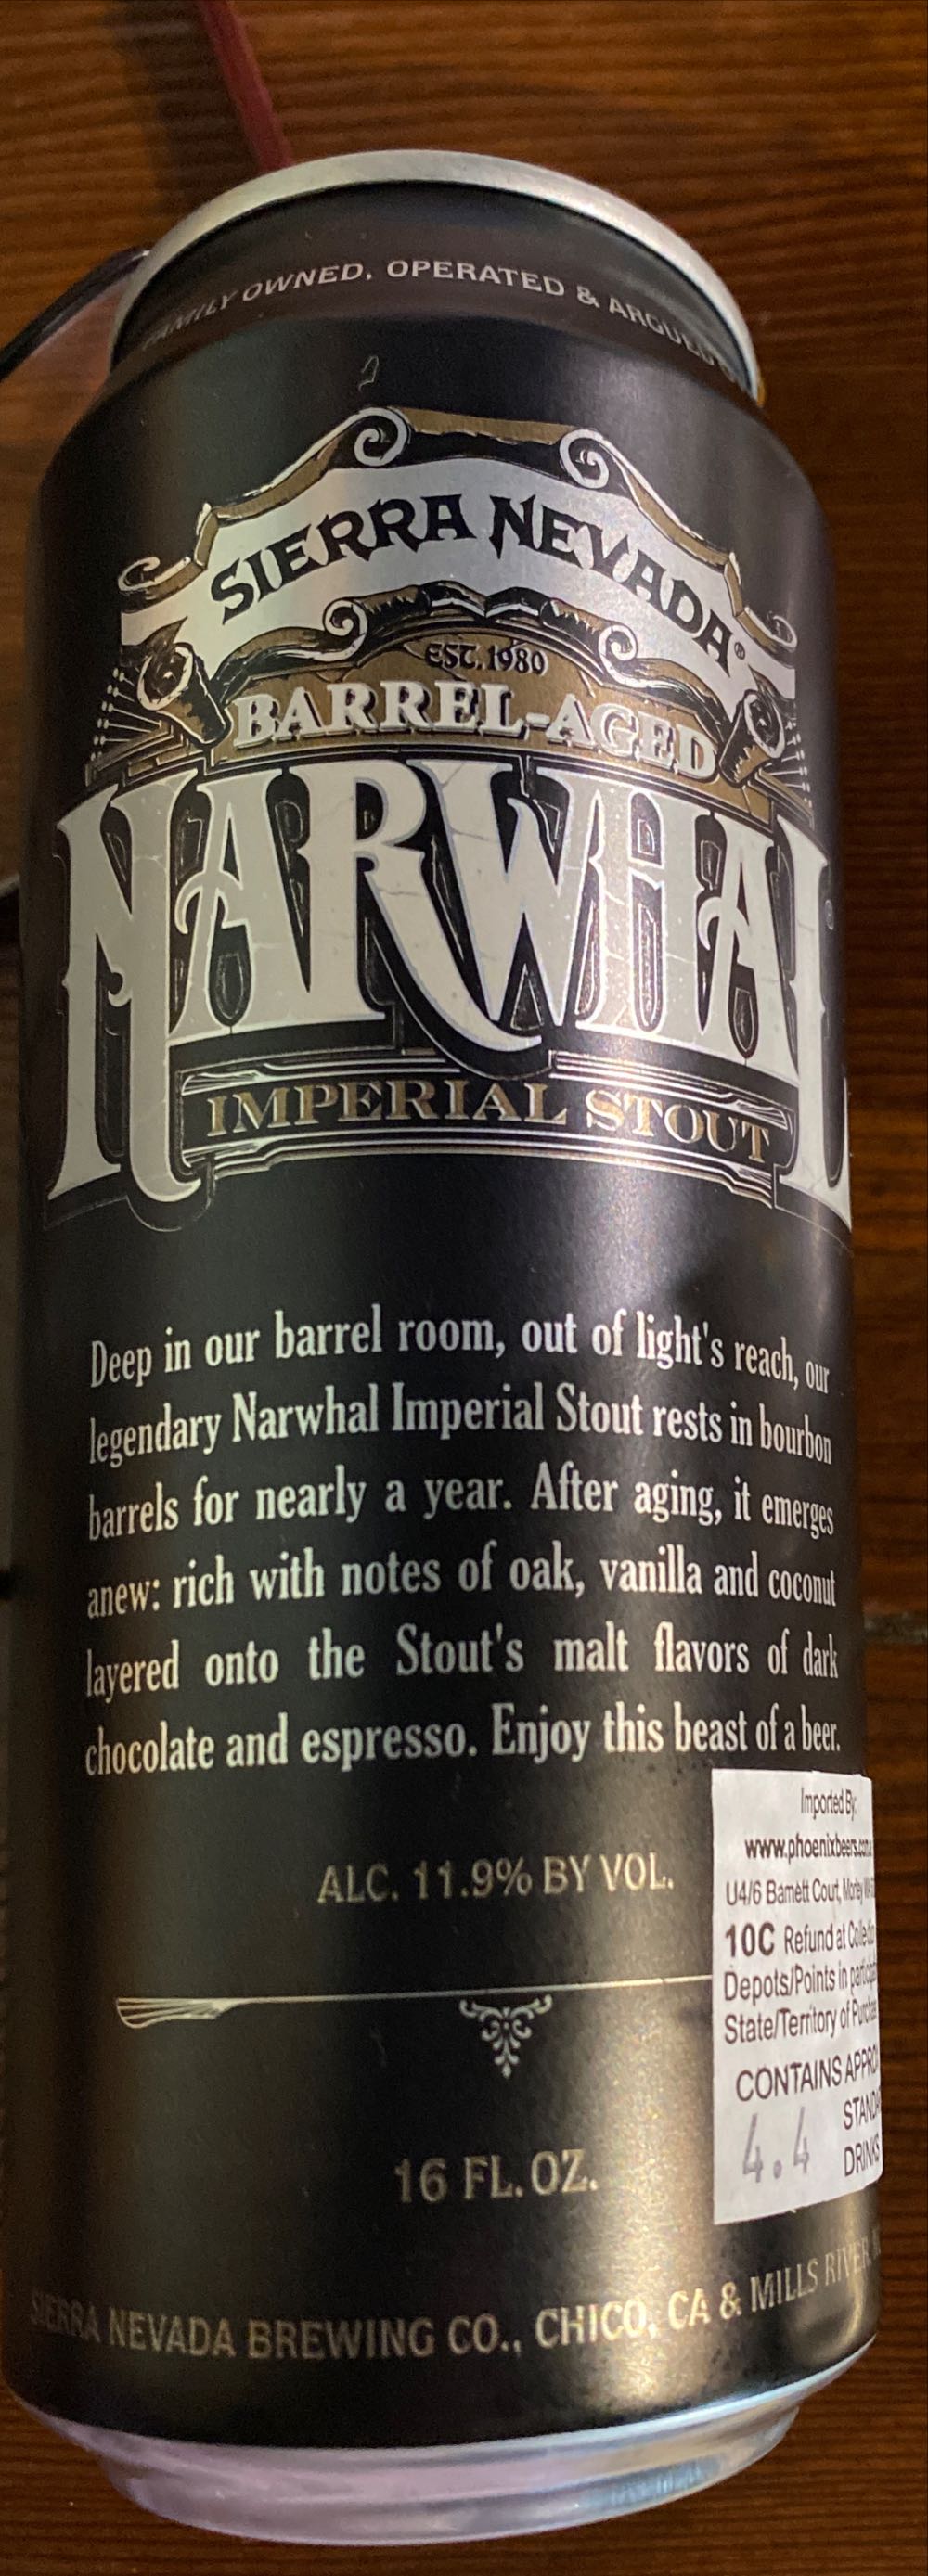 FAMILY OWNED, OPERATED & ARGUED
SIERRA NEVADA®
EST. 1980
BARREL-AGED
NARWHAL®
IMPERIAL STOUT
Deep in our barrel room, out of light's reach, our
legendary Narwhal Imperial Stout rests in bourbon
barrels for nearly a year. After aging, it emerges
anew: rich with notes of oak, vanilla and coconut
layered onto the Stout's malt flavors of dark
chocolate and espresso. Enjoy this beast of a beer.
ALC. 11.9% BY VOL.
16 FL. OZ.
Imported By:
www.phoenixbeers.com
U4/6 Barnett Court, Morley WA
10C Refund at
Depots/Points in
State/Territory of
CONTAINS
4.4
DRINKS
SIERRA NEVADA BREWING CO., CHICO, CA & MILLS RIVER